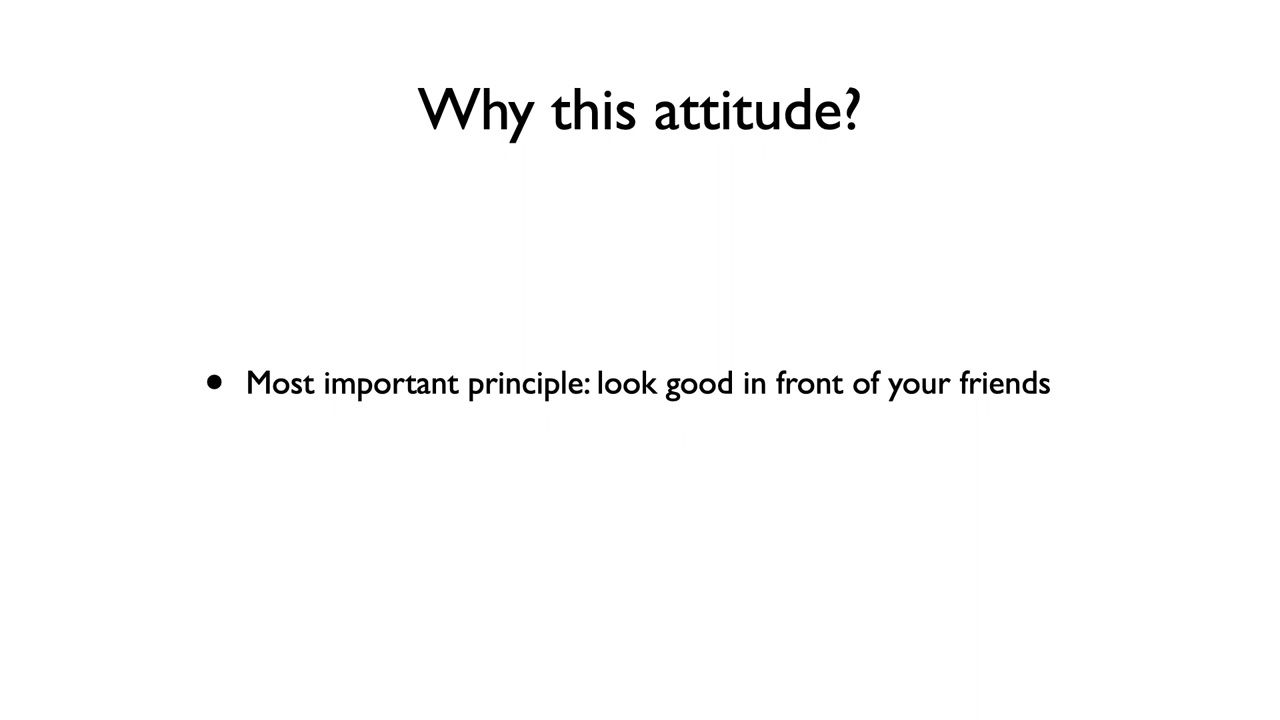 Why this attitude?
• Most important principle: look good in front of your friends